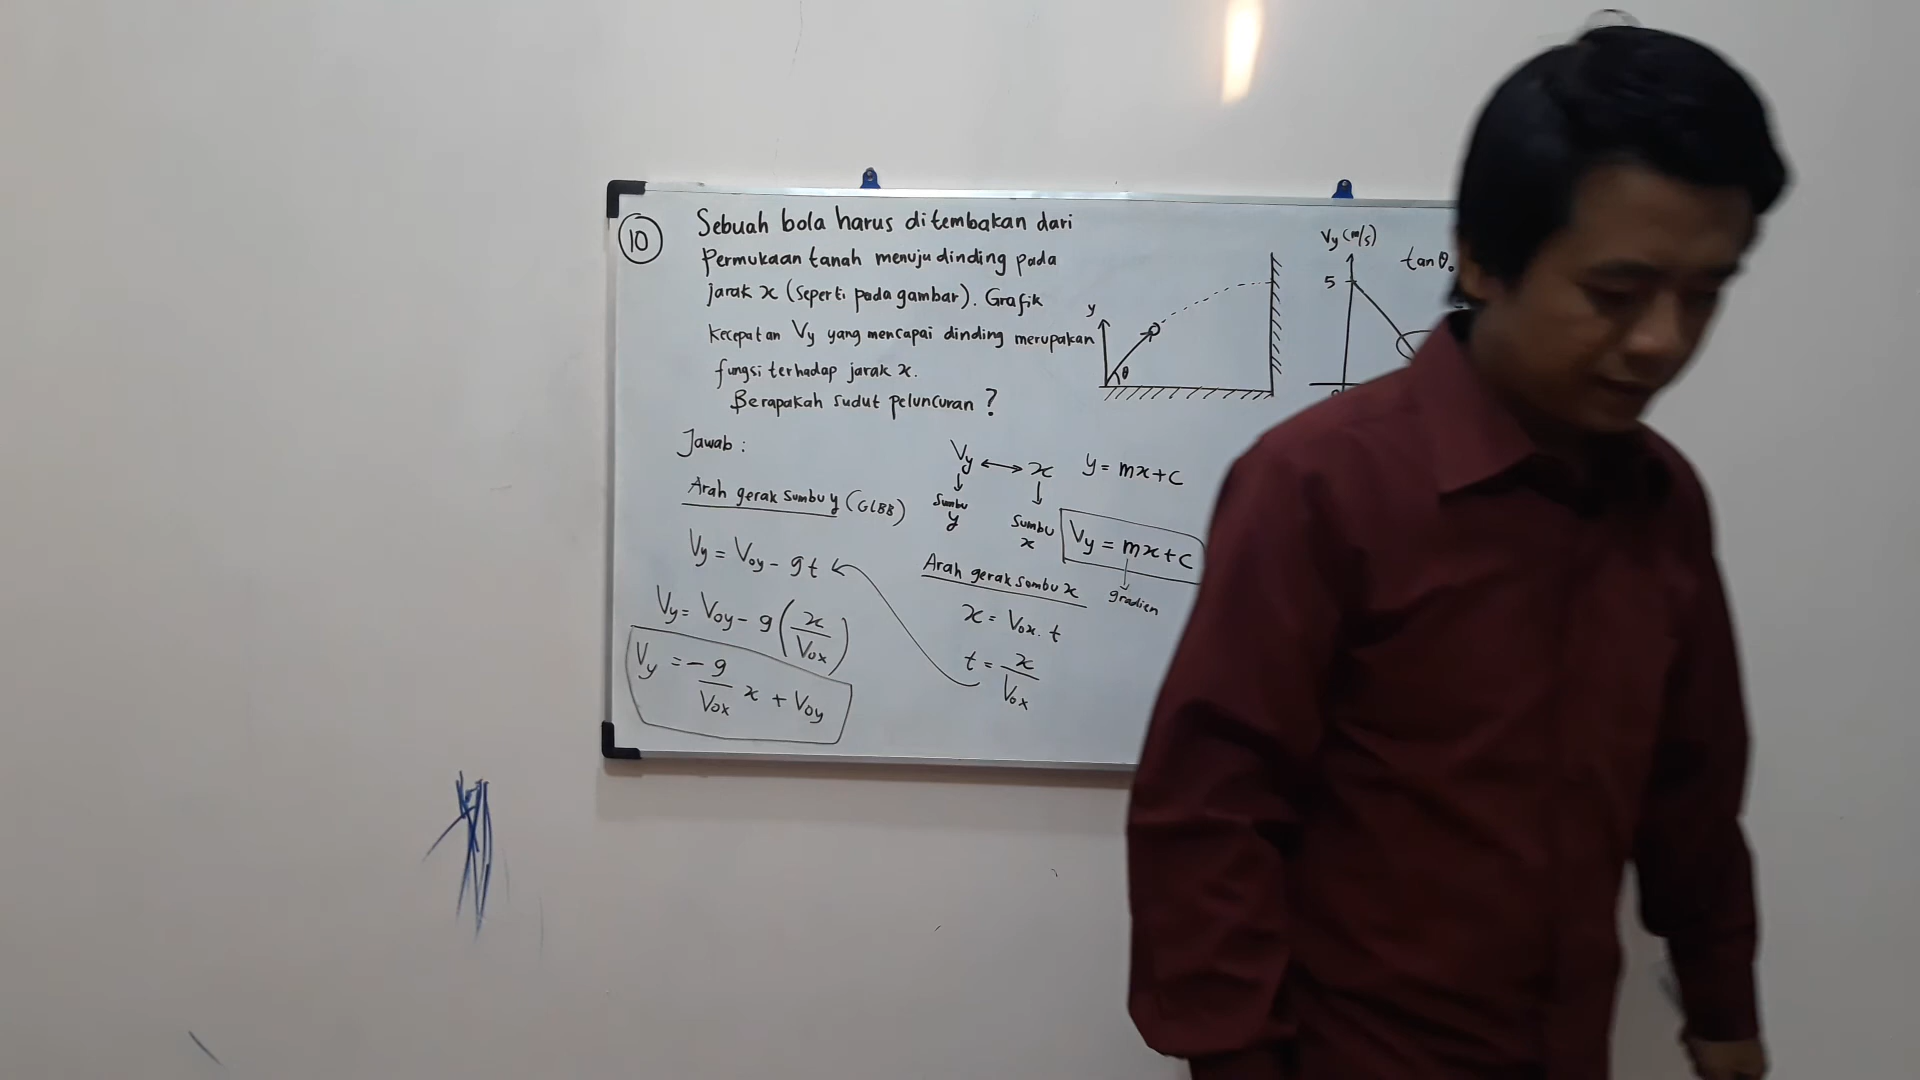 10
Sebuah bola harus ditembakan dari
Permukaan tanah menuju dinding pada
jarak x (seperti pada gambar). Grafik
kecepatan Vy yang mencapai dinding merupakan
fungsi terhadap jarak x.
Berapakah sudut peluncuran ?
y
θ
Vy (m/s)
5
tan θ
Jawab :
Arah gerak Sumbu y (GLBB)
Vy = Voy - gt
Vy = Voy - g (x/Vox)
Vy = - g/Vox x + Voy
Vy ↔ x
Sumbu y
Sumbu x
y = mx + c
Vy = mx + c
gradien
Arah gerak Sumbu x
x = Vox . t
t = x/Vox